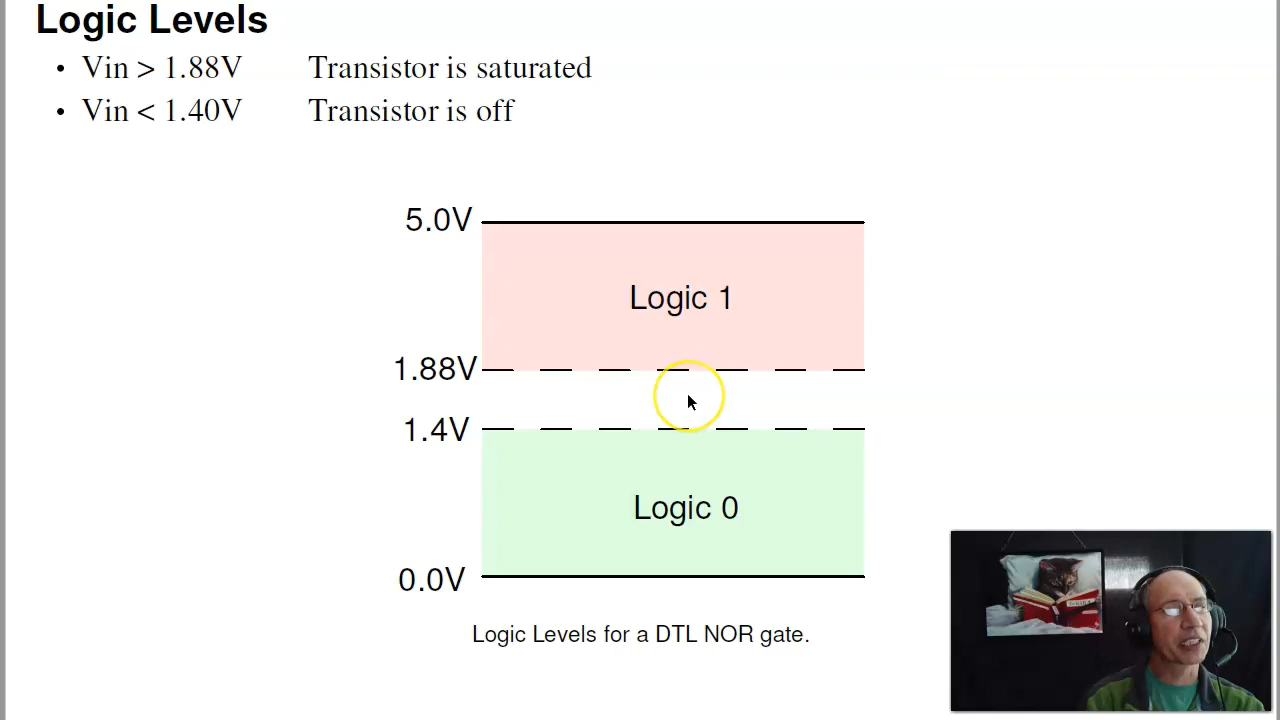 Logic Levels
• Vin > 1.88V Transistor is saturated
• Vin < 1.40V Transistor is off
5.0V
Logic 1
1.88V
1.4V
Logic 0
0.0V
Logic Levels for a DTL NOR gate.